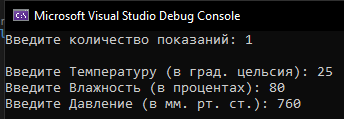 Microsoft Visual Studio Debug Console
Введите количество показаний: 1
Введите Температуру (в град. цельсия): 25
Введите Влажность (в процентах): 80
Введите Давление (в мм. рт. ст.): 760